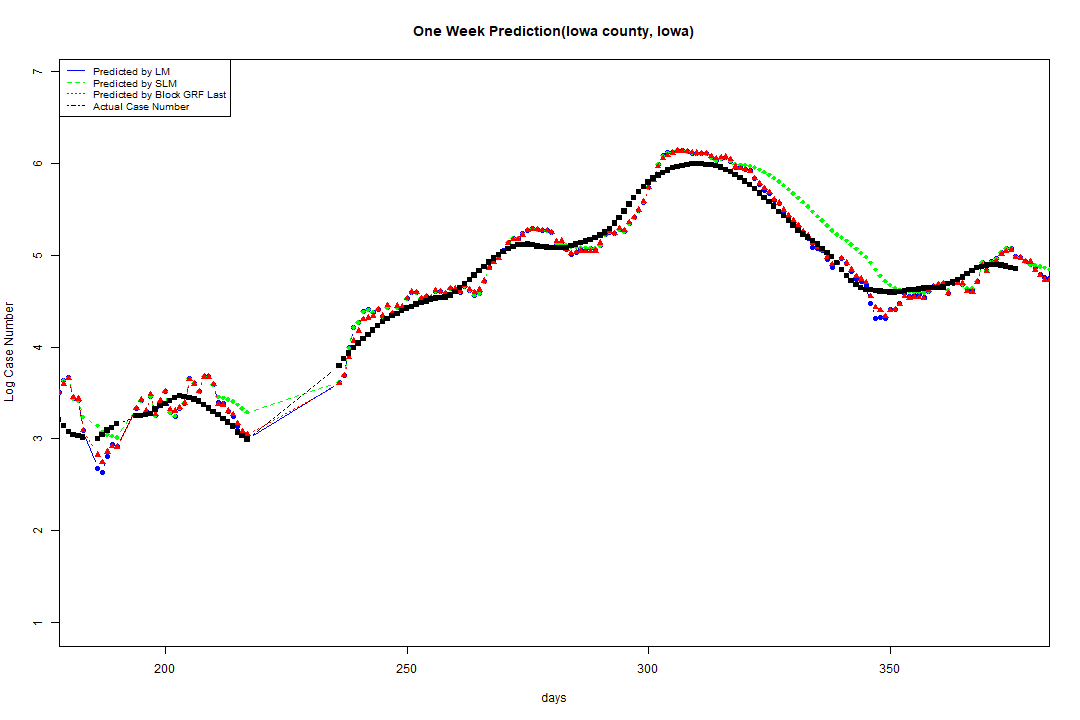 One Week Prediction(Iowa county, Iowa)
Predicted by LM
Predicted by SLM
Predicted by Block GRF Last
Actual Case Number
Log Case Number
7
6
5
4
3
2
1
200 250 300 350
days